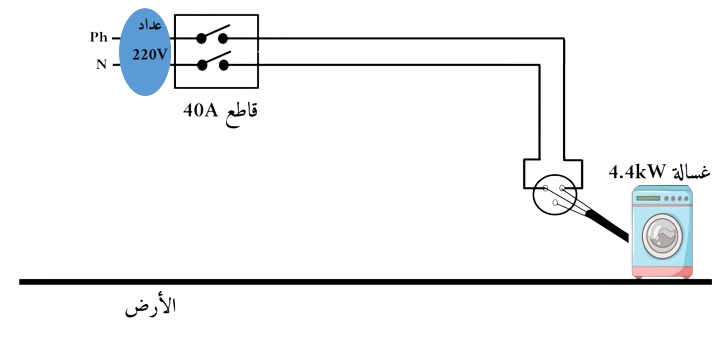 عداد
Ph
220V
N
قاطع 40A
غسالة 4.4kW
الأرض